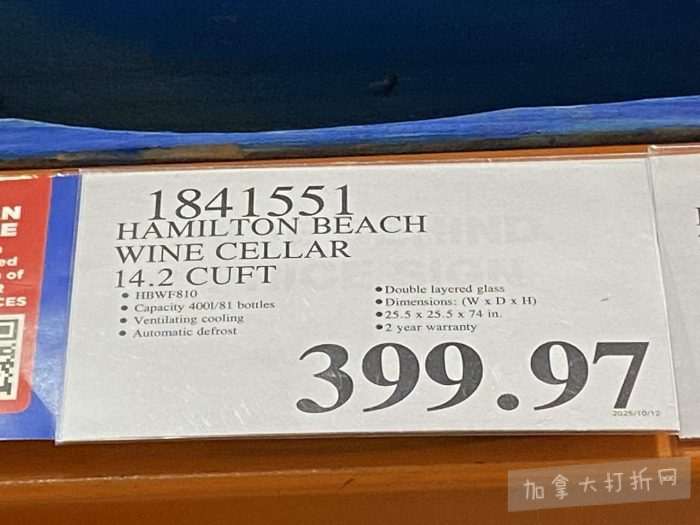 1841551
HAMILTON BEACH
WINE CELLAR
14.2 CUFT
• HBWF810
• Capacity 400l/81 bottles
• Ventilating cooling
• Automatic defrost
• Double layered glass
• Dimensions: (W x D x H)
• 25.5 x 25.5 x 74 in.
• 2 year warranty
399.97
2025/10/12
加拿大打折网